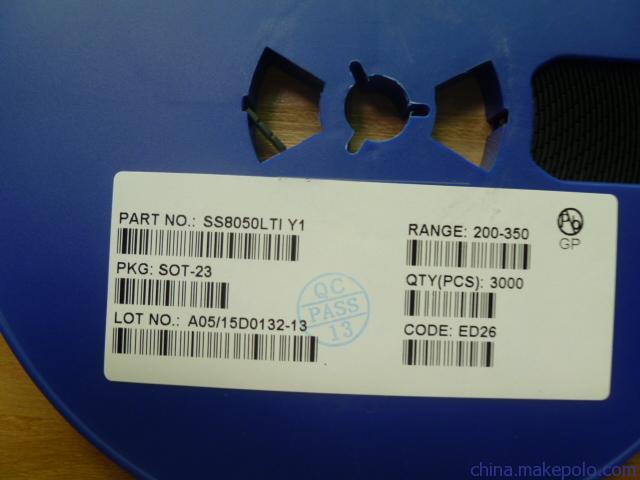 PART NO.: SS8050LTI Y1
PKG: SOT-23
LOT NO.: A05/15D0132-13
QC
PASS
13
RANGE: 200-350
QTY(PCS): 3000
CODE: ED26
Pb
GP
china.makepolo.com